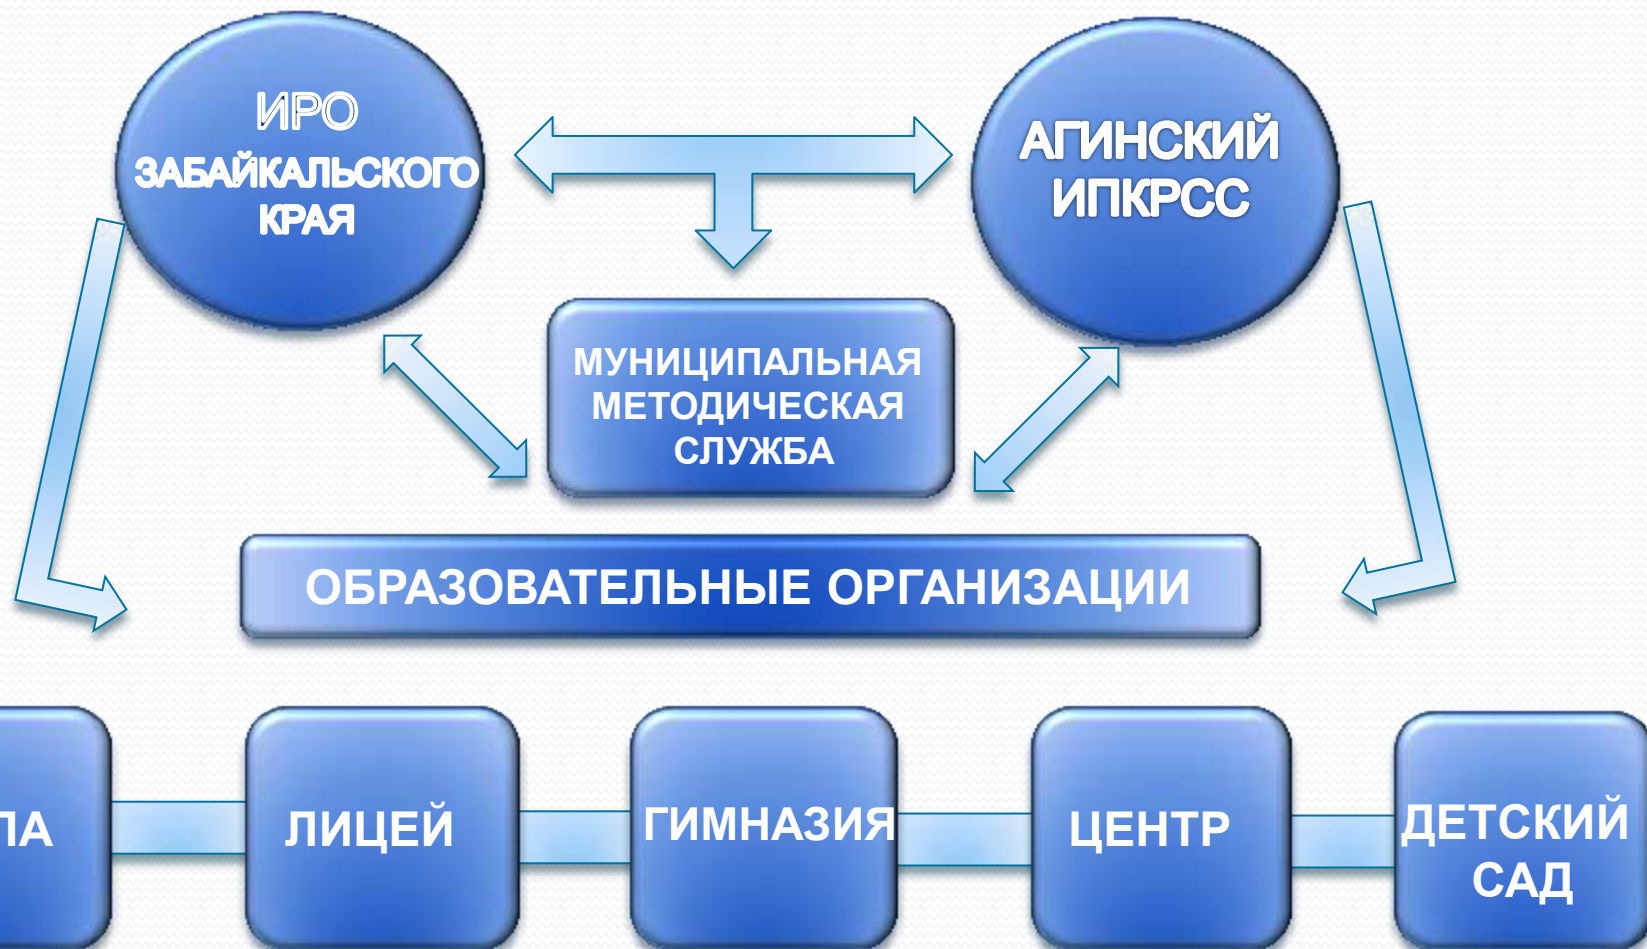 ИРО
ЗАБАЙКАЛЬСКОГО
КРАЯ
АГИНСКИЙ
ИПКРСС
МУНИЦИПАЛЬНАЯ
МЕТОДИЧЕСКАЯ
СЛУЖБА
ОБРАЗОВАТЕЛЬНЫЕ ОРГАНИЗАЦИИ
ЛИЦЕЙ
ГИМНАЗИЯ
ЦЕНТР
ДЕТСКИЙ
САД